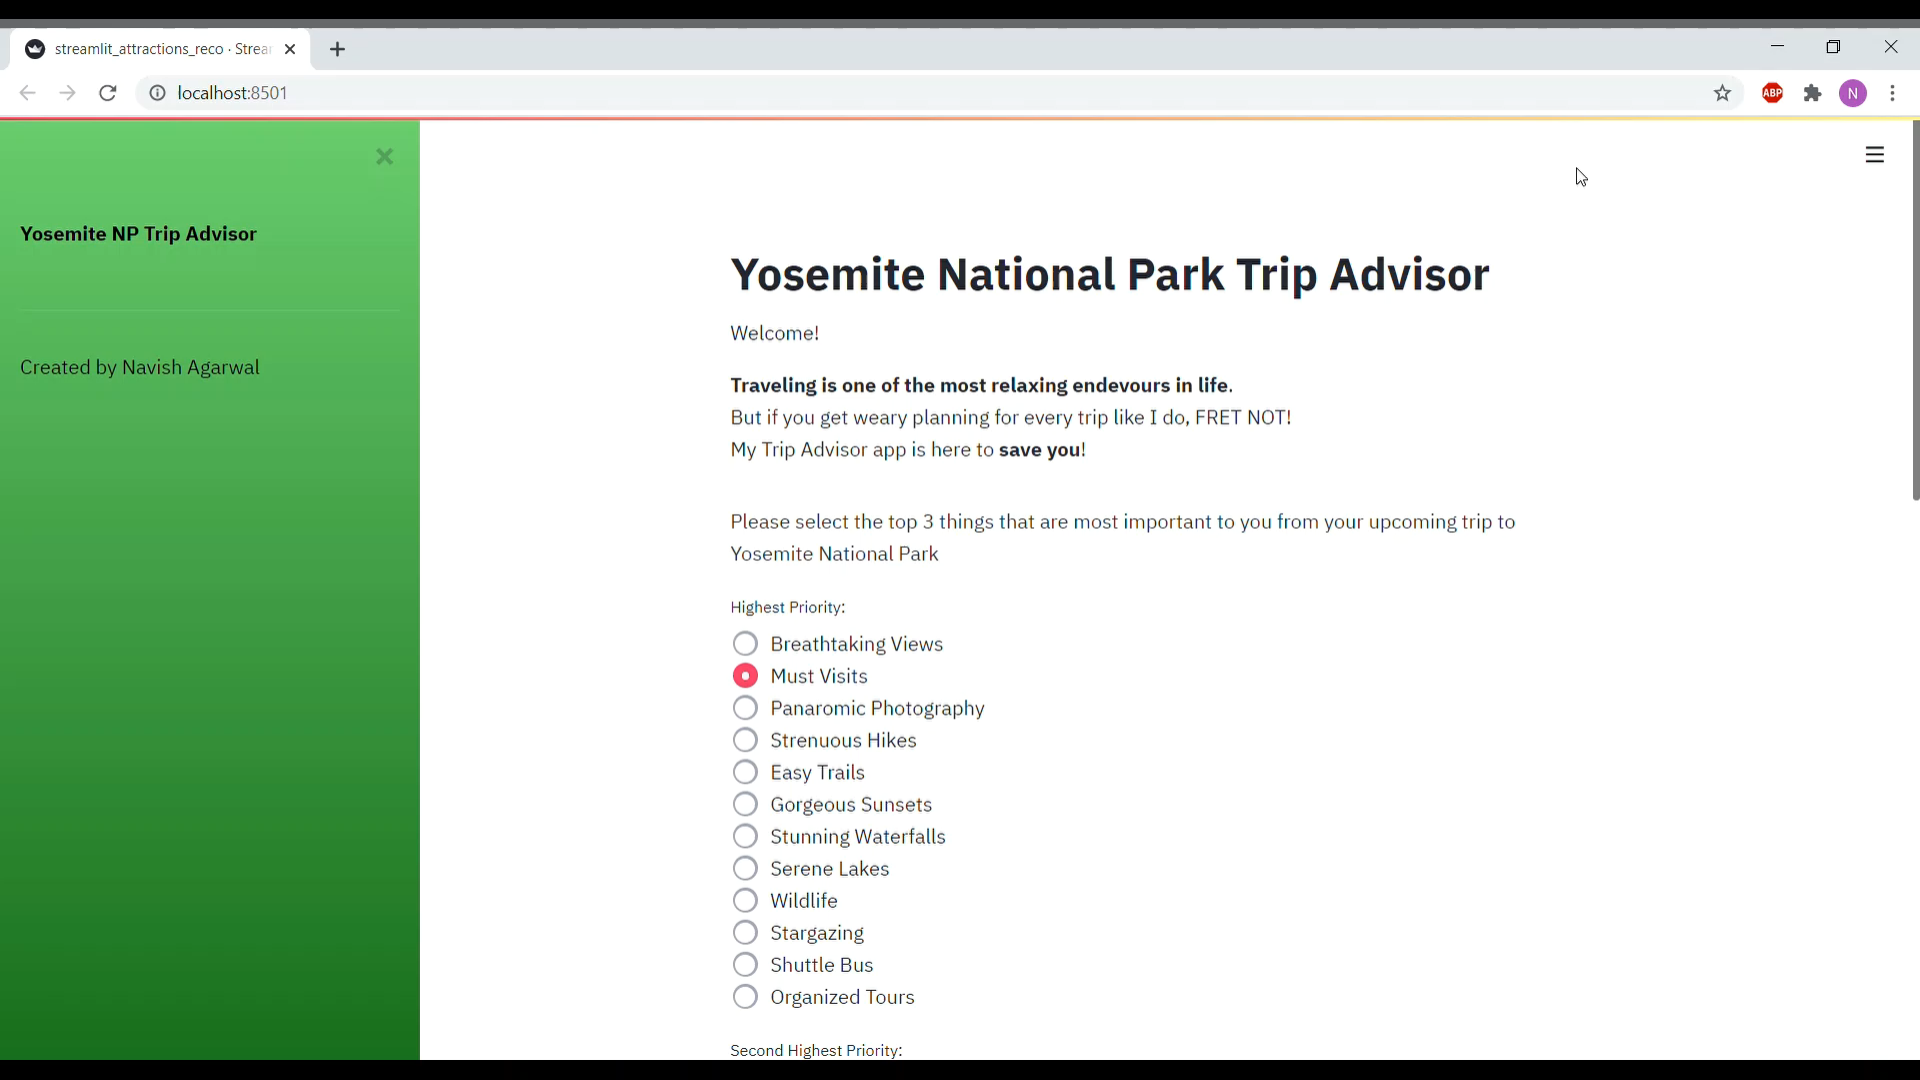 streamlit_attractions_reco · Strea
localhost:8501
ABP
N
Yosemite NP Trip Advisor
Created by Navish Agarwal
Yosemite National Park Trip Advisor
Welcome!
Traveling is one of the most relaxing endevours in life.
But if you get weary planning for every trip like I do, FRET NOT!
My Trip Advisor app is here to save you!
Please select the top 3 things that are most important to you from your upcoming trip to
Yosemite National Park
Highest Priority:
Breathtaking Views
Must Visits
Panaromic Photography
Strenuous Hikes
Easy Trails
Gorgeous Sunsets
Stunning Waterfalls
Serene Lakes
Wildlife
Stargazing
Shuttle Bus
Organized Tours
Second Highest Priority: